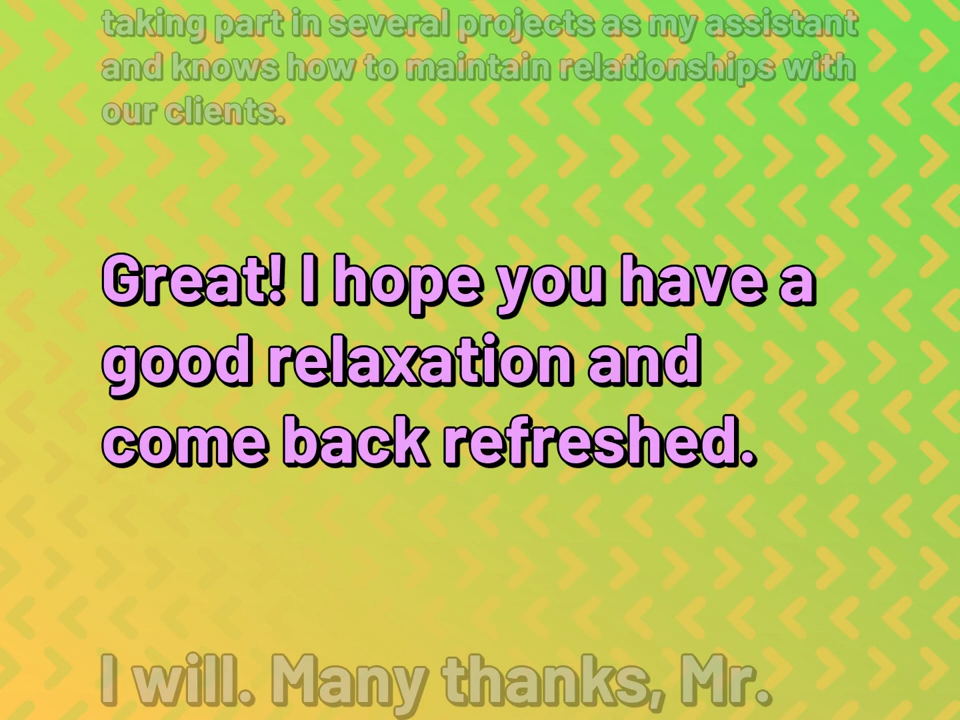 taking part in several projects as my assistant
and knows how to maintain relationships with
our clients.
Great! I hope you have a
good relaxation and
come back refreshed.
I will. Many thanks, Mr.